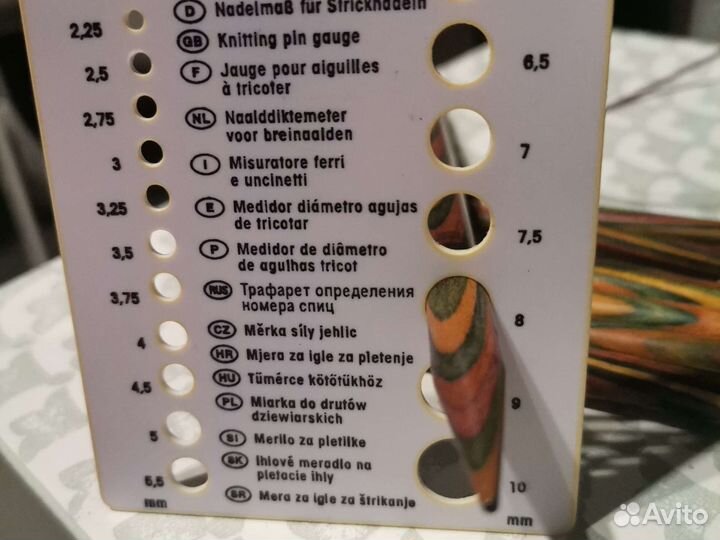 D Nadelmaß für Stricknadeln
GB Knitting pin gauge
F Jauge pour aiguilles
à tricoter
NL Naalddiktemeter
voor breinaalden
I Misuratore ferri
e uncinetti
E Medidor diámetro agujas
de tricotar
P Medidor de diâmetro
de agulhas tricot
RUS Трафарет определения
номера спиц
CZ Měrka síly jehlic
HR Mjera za igle za pletenje
HU Tűmérce kötőtűkhöz
PL Miarka do drutów
dziewiarskich
SI Merilo za pletilke
SK Ihlové meradlo na
pletacie ihly
SR Mera za igle za štrikanje
2,25
2,5
2,75
3
3,25
3,5
3,75
4
4,5
5
5,5
mm
6,5
7
7,5
8
9
10
mm
Avito